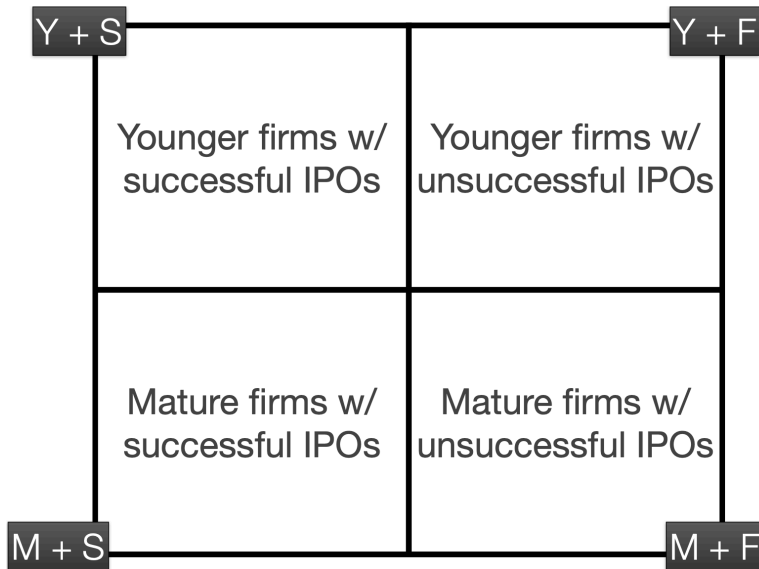 Y + S
Y + F
Younger firms w/
successful IPOs
Younger firms w/
unsuccessful IPOs
Mature firms w/
successful IPOs
Mature firms w/
unsuccessful IPOs
M + S
M + F